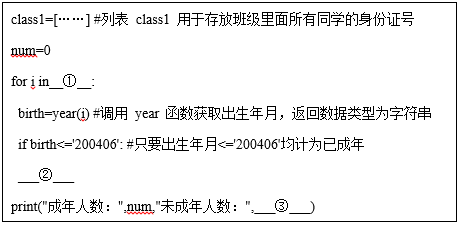 class1=[……] #列表 class1 用于存放班级里面所有同学的身份证号
num=0
for i in__①__:
birth=year(i) #调用 year 函数获取出生年月，返回数据类型为字符串
if birth<='200406': #只要出生年月<='200406'均计为已成年
___②___
print("成年人数：",num,"未成年人数：",___③___)